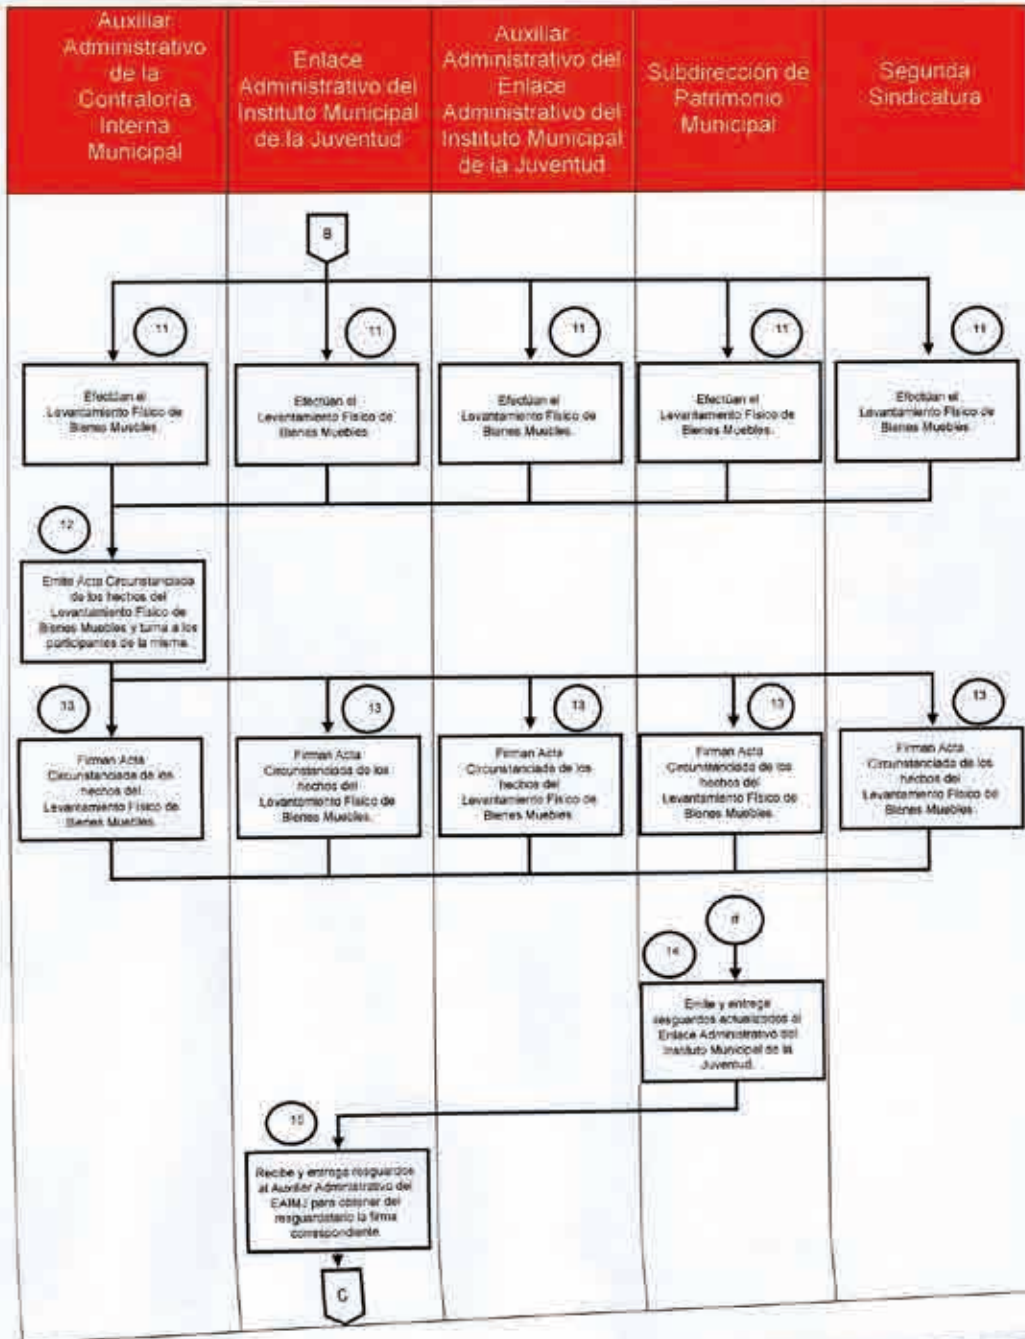 Auxiliar
Administrativo
de la
Contraloría
Interna
Municipal
Enlace
Administrativo del
Instituto Municipal
de la Juventud
Auxiliar
Administrativo del
Enlace
Administrativo del
Instituto Municipal
de la Juventud
Subdirección de
Patrimonio
Municipal
Segunda
Sindicatura
B
11
11
11
11
11
Efectúan el
Levantamiento Físico de
Bienes Muebles.
Efectúan el
Levantamiento Físico de
Bienes Muebles.
Efectúan el
Levantamiento Físico de
Bienes Muebles.
Efectúan el
Levantamiento Físico de
Bienes Muebles.
Efectúan el
Levantamiento Físico de
Bienes Muebles.
12
Emite Acta Circunstanciada
de los hechos del
Levantamiento Físico de
Bienes Muebles y turna a los
participantes de la misma.
13
13
13
13
13
Firman Acta
Circunstanciada de los
hechos del
Levantamiento Físico de
Bienes Muebles.
Firman Acta
Circunstanciada de los
hechos del
Levantamiento Físico de
Bienes Muebles.
Firman Acta
Circunstanciada de los
hechos del
Levantamiento Físico de
Bienes Muebles.
Firman Acta
Circunstanciada de los
hechos del
Levantamiento Físico de
Bienes Muebles.
Firman Acta
Circunstanciada de los
hechos del
Levantamiento Físico de
Bienes Muebles.
14
Emite y entrega
resguardos actualizados al
Enlace Administrativo del
Instituto Municipal de la
Juventud.
15
Recibe y entrega resguardos
al Auxiliar Administrativo del
EAIMJ para obtener del
resguardatario la firma
correspondiente.
C